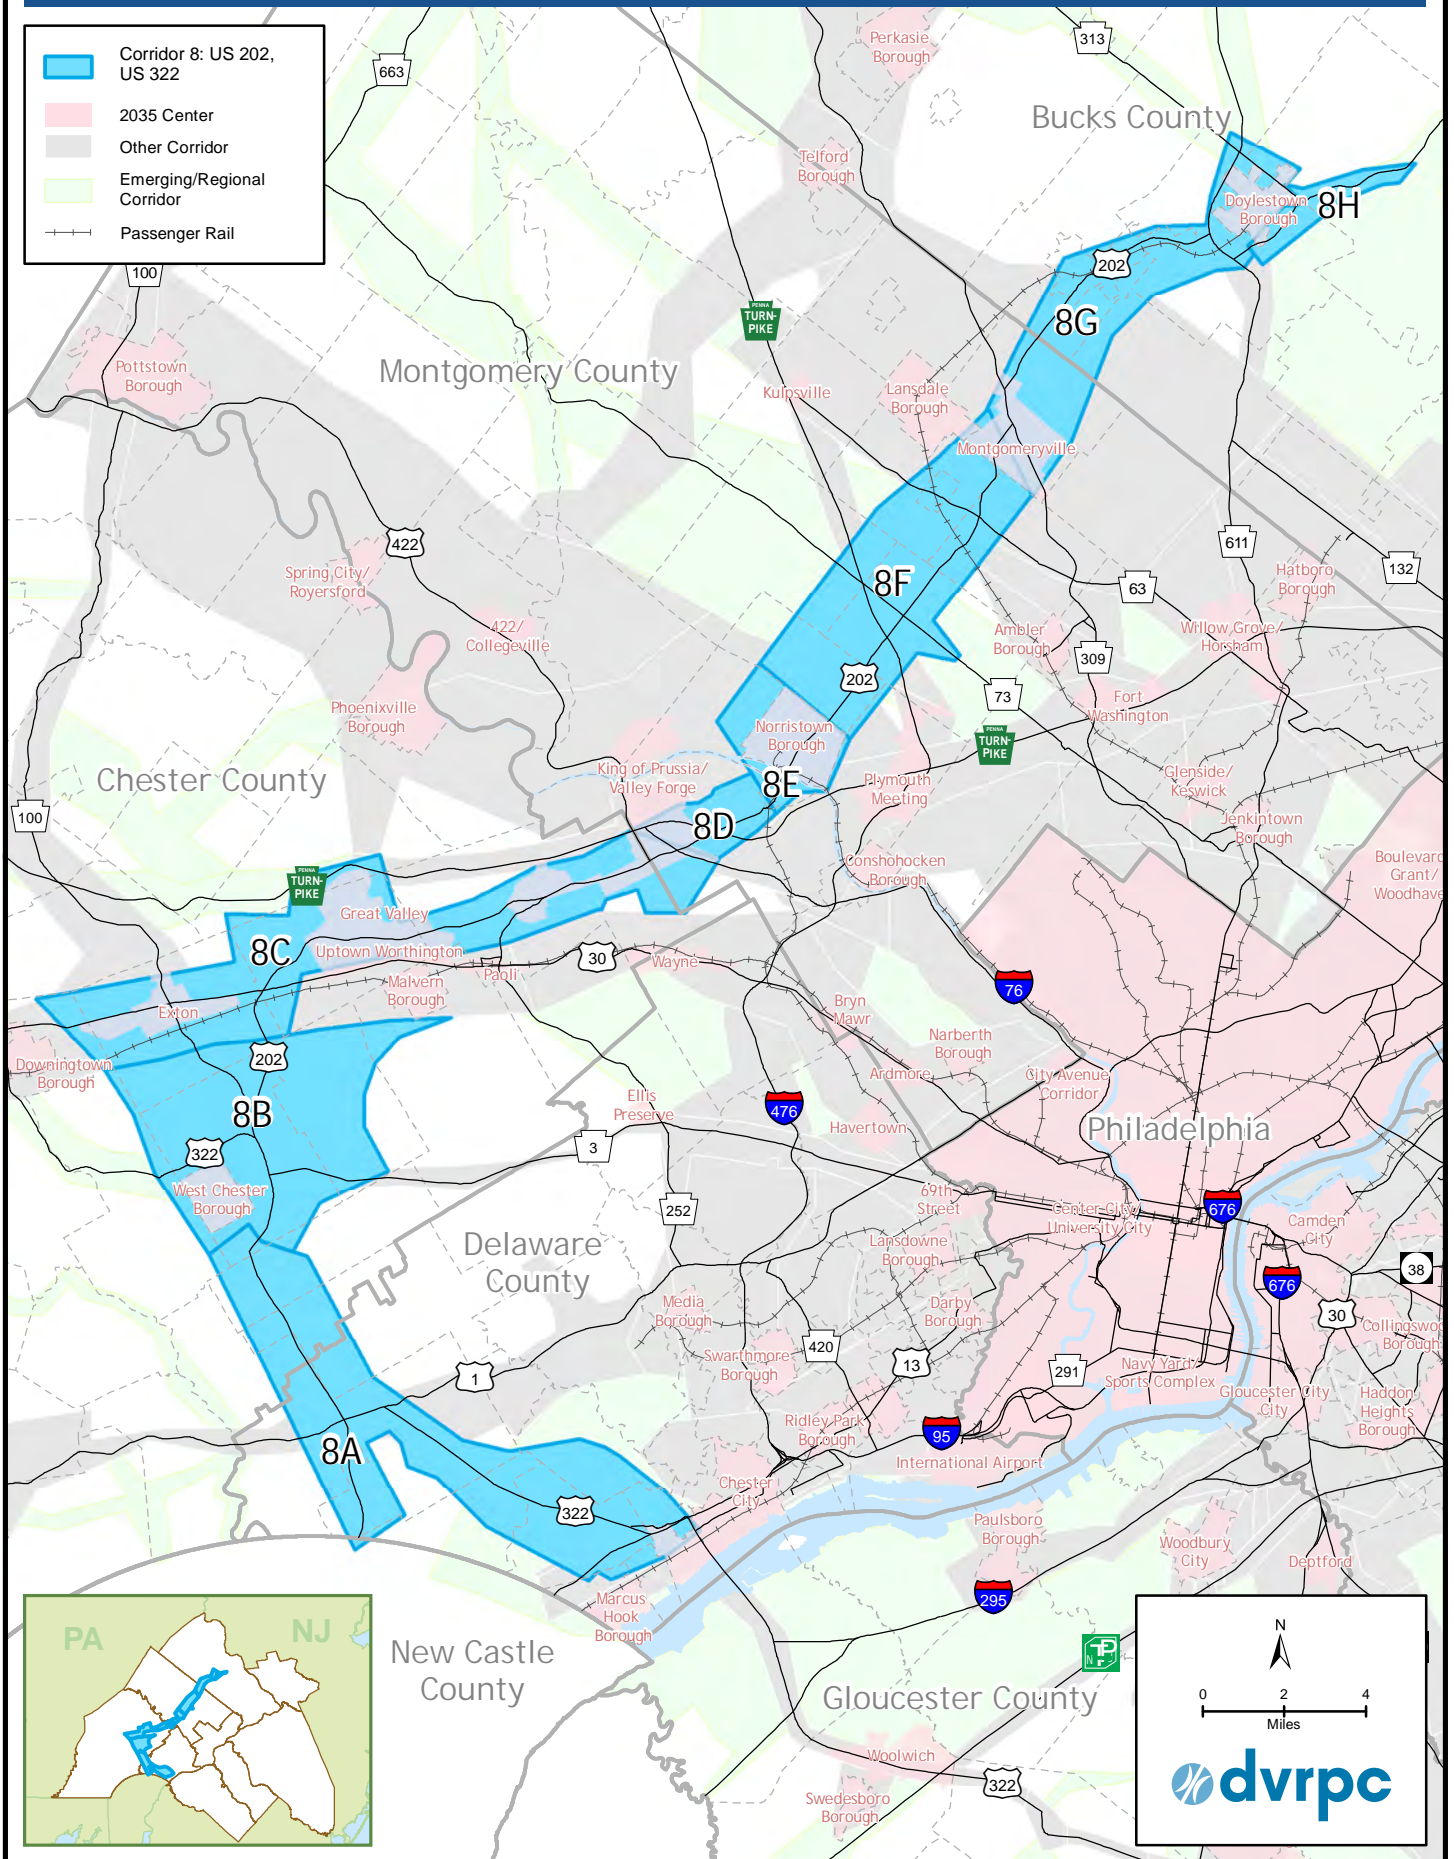 Corridor 8: US 202,
US 322
2035 Center
Other Corridor
Emerging/Regional
Corridor
Passenger Rail
663
313
Perkasie
Borough
Bucks County
Telford
Borough
Doylestown
Borough
8H
100
202
PENNA
TURN-
PIKE
8G
Pottstown
Borough
Montgomery County
Kulpsville
Lansdale
Borough
Montgomeryville
422
611
132
Spring City/
Royersford
8F
63
Hatboro
Borough
422/
Collegeville
Ambler
Borough
Willow Grove/
Horsham
309
202
73
Phoenixville
Borough
Fort
Washington
Norristown
Borough
PENNA
TURN-
PIKE
Chester County
King of Prussia/
Valley Forge
8E
Plymouth
Meeting
Glenside/
Keswick
100
8D
Jenkintown
Borough
Conshohocken
Borough
Boulevard
Grant/
Woodhave
PENNA
TURN-
PIKE
Great Valley
8C
Uptown Worthington
30
Wayne
Paoli
Malvern
Borough
76
Exton
Bryn
Mawr
Narberth
Borough
202
Downingtown
Borough
Ardmore
City Avenue
Corridor
8B
Ellis
Preserve
476
Havertown
Philadelphia
322
3
West Chester
Borough
69th
Street
252
Center City/
University City
676
Camden
City
Delaware
County
Lansdowne
Borough
38
676
Media
Borough
Darby
Borough
30
Collingswoo
Borough
Swarthmore
Borough
420
13
291
1
Navy Yard/
Sports Complex
Gloucester City
City
Haddon
Heights
Borough
Ridley Park
Borough
95
8A
International Airport
Chester
City
322
Paulsboro
Borough
Woodbury
City
Deptford
295
Marcus
Hook
Borough
PA
NJ
New Castle
County
N
TP
Gloucester County
N
0 2 4
Miles
Woolwich
322
Swedesboro
Borough
dvrpc